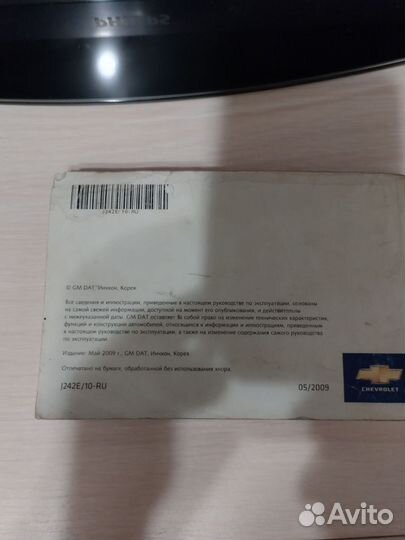 PHILIPS
J242E/10-RU
© GM DAT, Инчхон, Корея
Все сведения и иллюстрации, приведенные в настоящем руководстве по эксплуатации, основаны
на самой свежей информации, доступной на момент его опубликования, и действительны
с нижеуказанной даты. GM DAT оставляет за собой право на изменение технических характеристик,
функций и конструкции автомобилей, относящихся к информации и иллюстрациям, приведенным
в настоящем руководстве по эксплуатации, а также на изменение содержания самого руководства
по эксплуатации.
Издание: Май 2009 г., GM DAT, Инчхон, Корея.
Отпечатано на бумаге, обработанной без использования хлора.
J242E/10-RU
05/2009
CHEVROLET
Avito